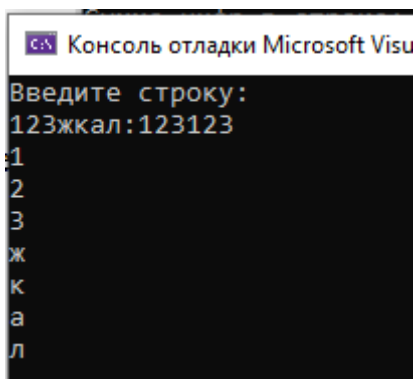 Консоль отладки Microsoft Visu
Введите строку:
123жкал:123123
1
2
3
ж
к
а
л